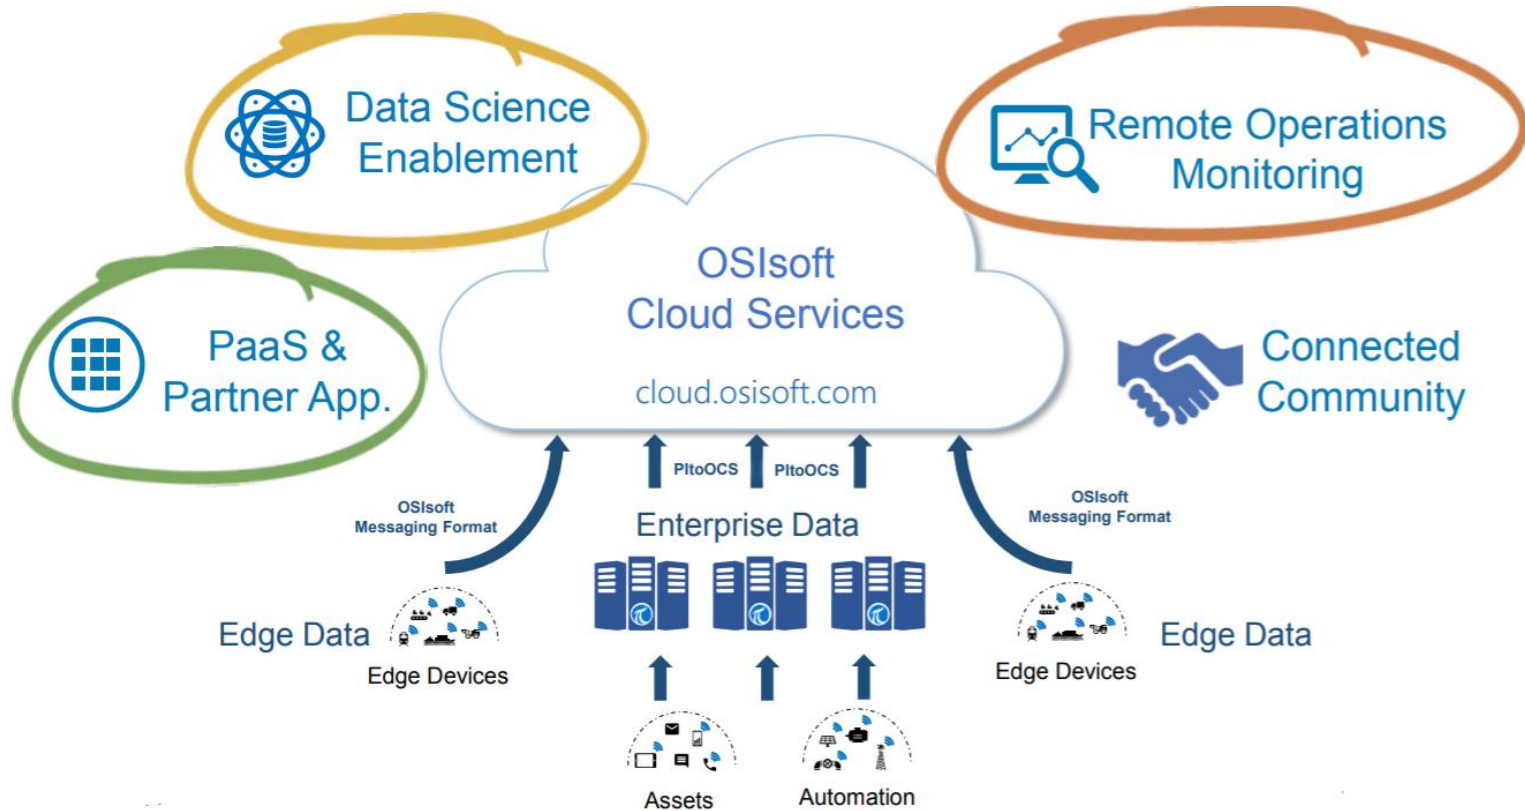 Data Science
Enablement
Remote Operations
Monitoring
OSIsoft
Cloud Services
cloud.osisoft.com
PaaS &
Partner App.
Connected
Community
PItoOCS
PItoOCS
OSIsoft
Messaging Format
OSIsoft
Messaging Format
Enterprise Data
Edge Data
Edge Devices
Edge Devices
Edge Data
Assets
Automation